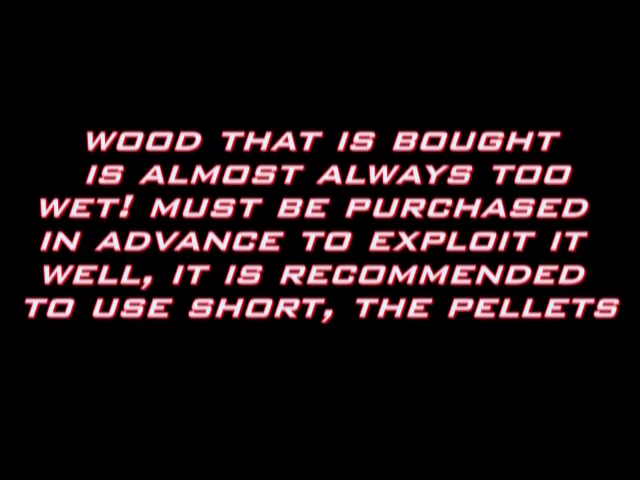 WOOD THAT IS BOUGHT
IS ALMOST ALWAYS TOO
WET! MUST BE PURCHASED
IN ADVANCE TO EXPLOIT IT
WELL, IT IS RECOMMENDED
TO USE SHORT, THE PELLETS